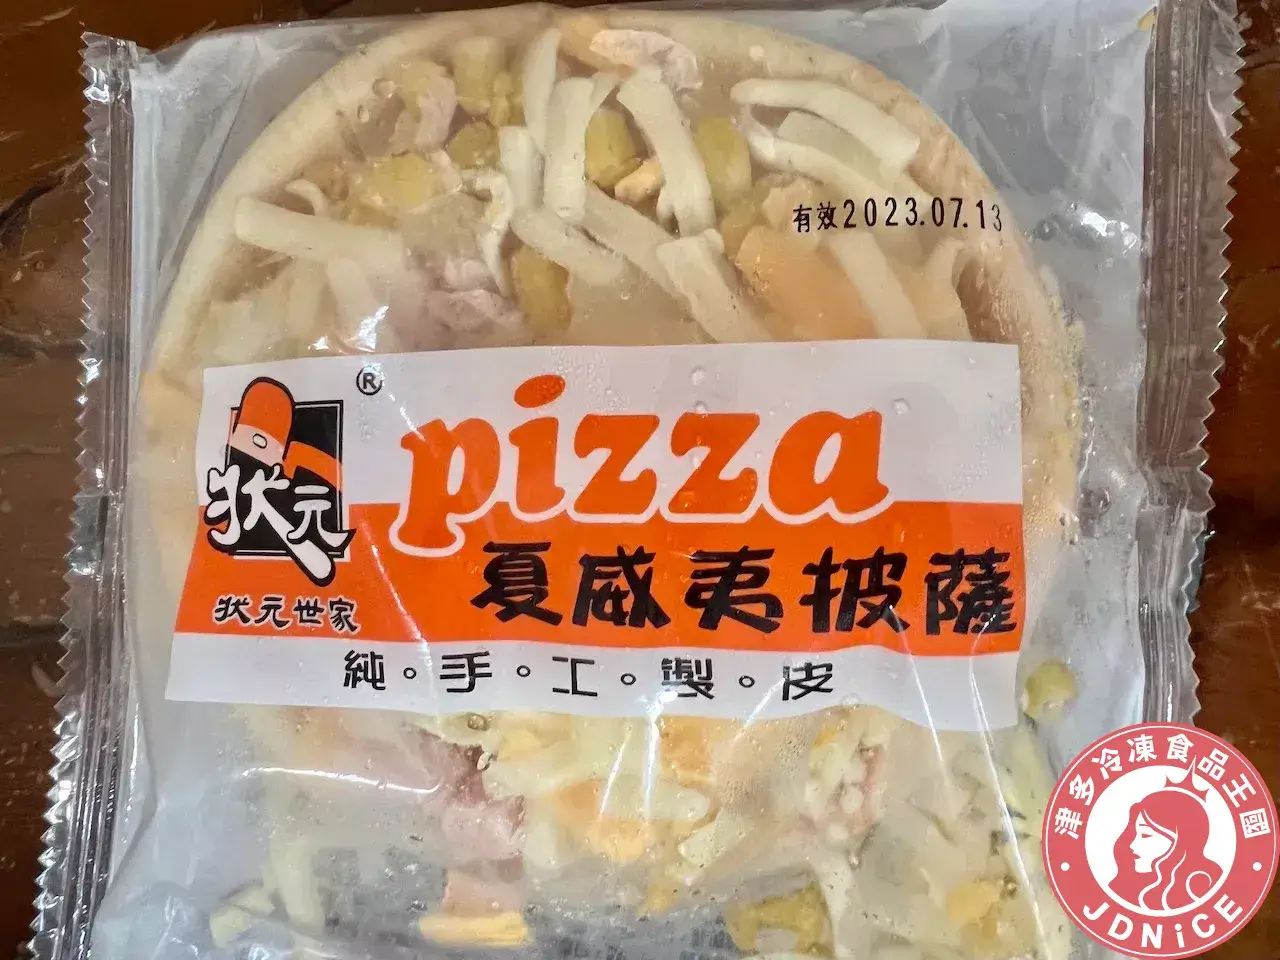 有效2023.07.13
®
pizza
狀元
夏威夷披薩
狀元世家
純。手。工。製。皮
津多冷凍食品王國
JDNiCE